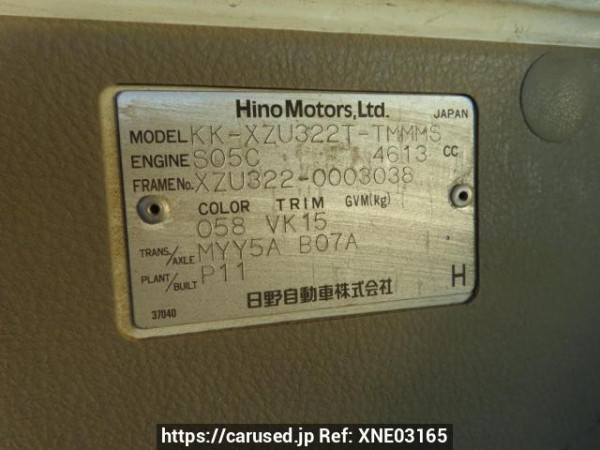 Hino Motors, Ltd. JAPAN
MODEL KK-XZU322T-TMMMS
ENGINE S05C 4613 CC
FRAME No. XZU322-0003038
COLOR TRIM GVM(kg)
058 VK15
TRANS/AXLE MYY5A B07A
PLANT/BUILT P11
日野自動車株式会社 H
37040
https://carused.jp Ref: XNE03165